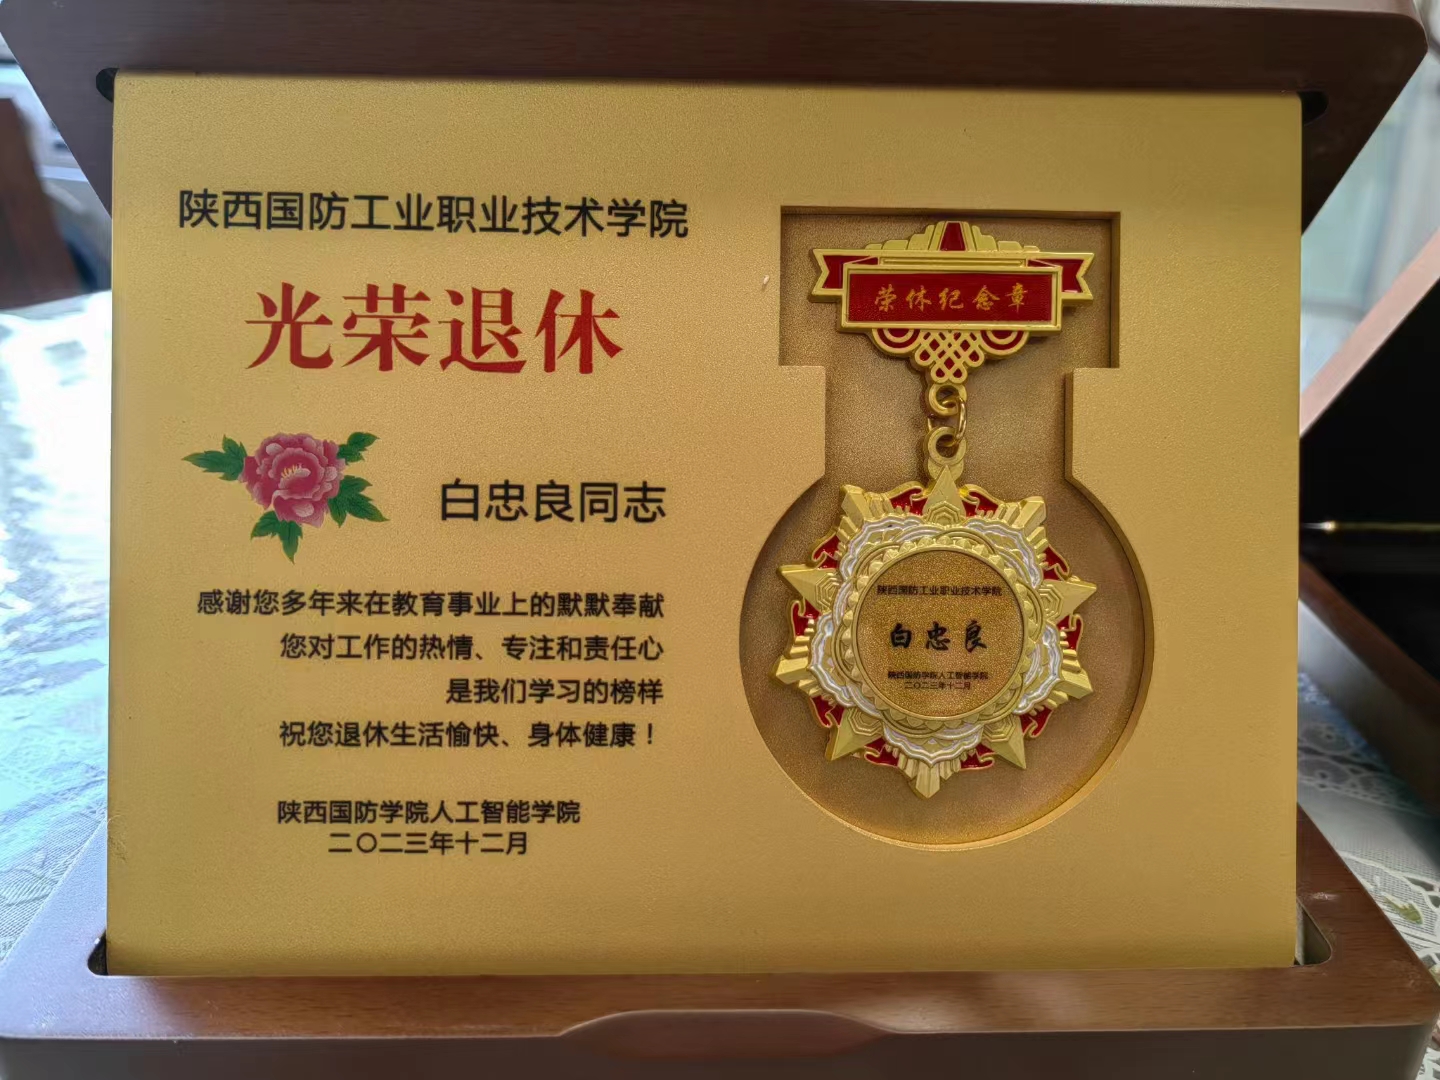 陕西国防工业职业技术学院
光荣退休
白忠良同志
感谢您多年来在教育事业上的默默奉献
您对工作的热情、专注和责任心
是我们学习的榜样
祝您退休生活愉快、身体健康！
陕西国防学院人工智能学院
二〇二三年十二月
荣休纪念章
陕西国防工业职业技术学院
白忠良
陕西国防学院人工智能学院
二〇二三年十二月